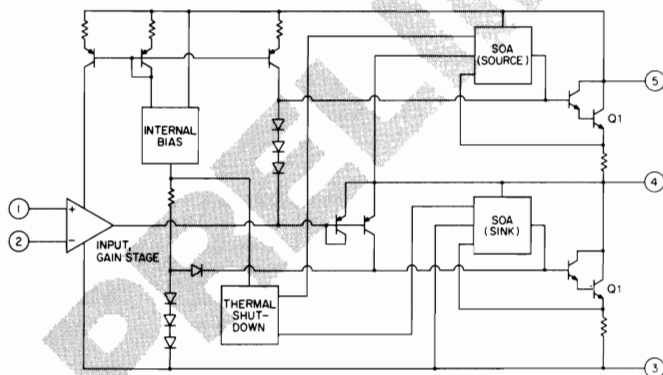 SOA
(SOURCE)
5
Q1
INTERNAL
BIAS
4
1
+
2
-
INPUT,
GAIN STAGE
SOA
(SINK)
Q1
THERMAL
SHUT-
DOWN
3
PRELI